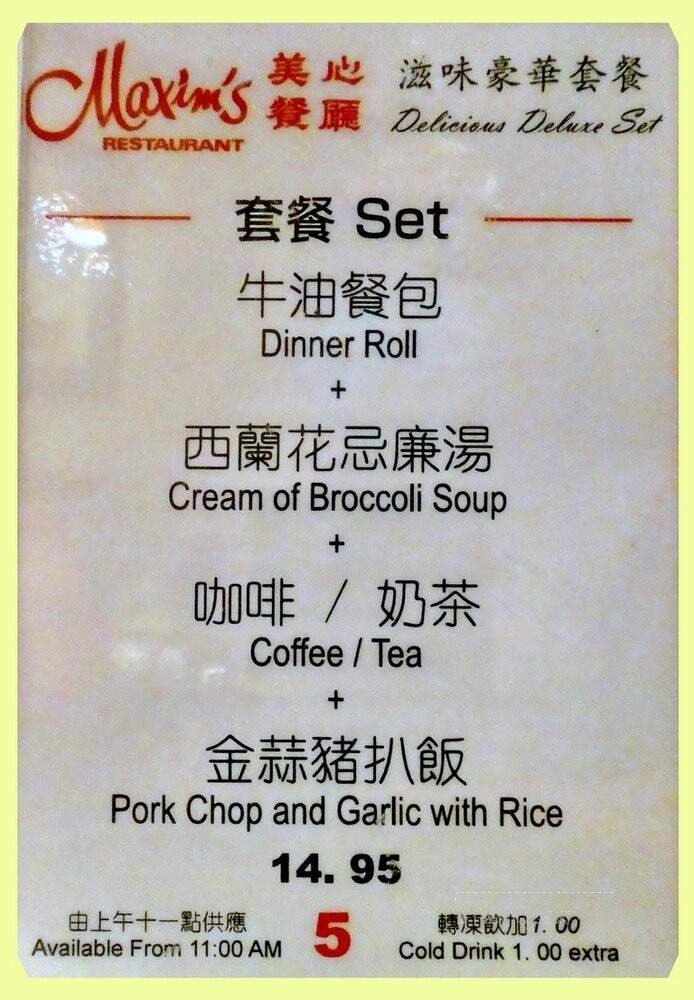 Maxim's
RESTAURANT
美心
餐廳
滋味豪華套餐
Delicious Deluxe Set
套餐 Set
牛油餐包
Dinner Roll
+
西蘭花忌廉湯
Cream of Broccoli Soup
+
咖啡 / 奶茶
Coffee / Tea
+
金蒜豬扒飯
Pork Chop and Garlic with Rice
14. 95
由上午十一點供應
Available From 11:00 AM
5
轉凍飲加1. 00
Cold Drink 1. 00 extra